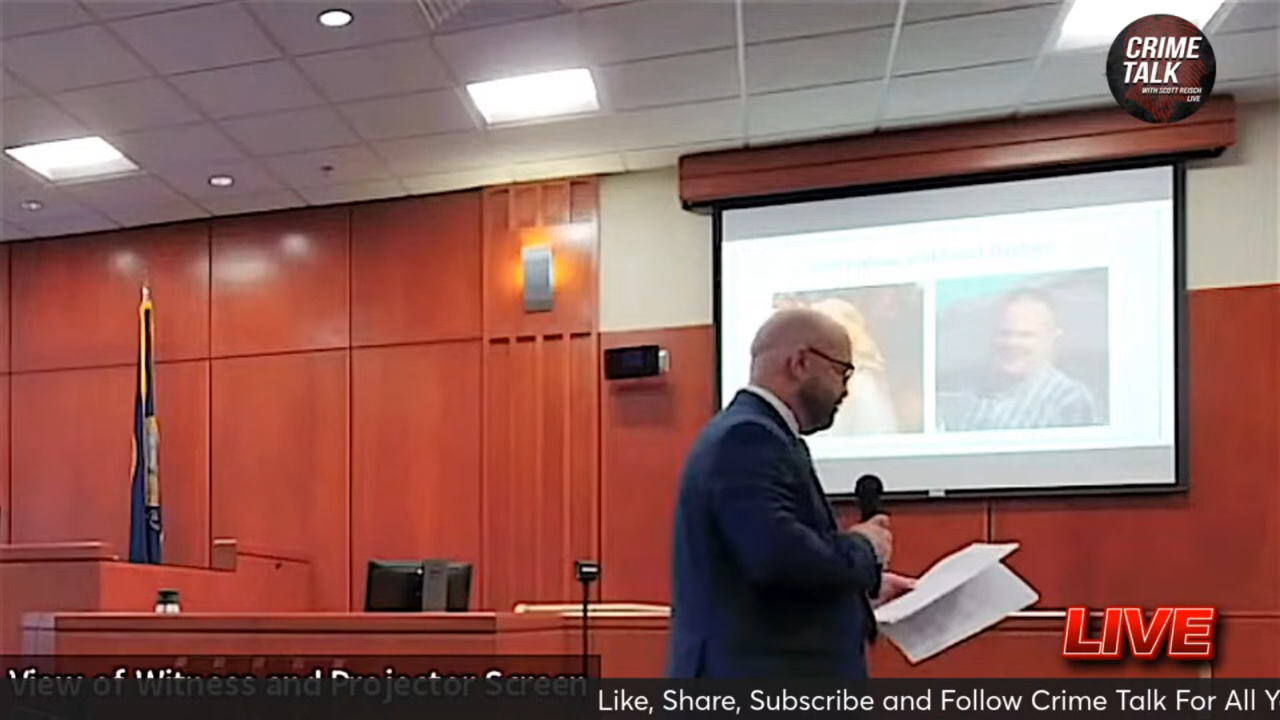 CRIME
TALK
WITH SCOTT REISCH
LIVE
LIVE
View of Witness and Projector Screen
Like, Share, Subscribe and Follow Crime Talk For All Y